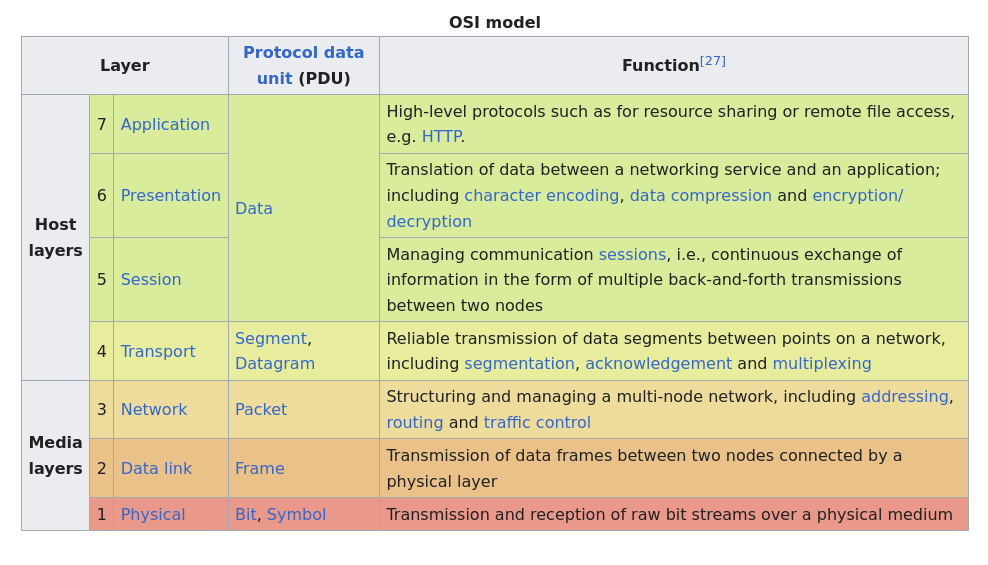 OSI model
Layer
Protocol data
unit (PDU)
Function[27]
Host
layers
7
Application
Data
High-level protocols such as for resource sharing or remote file access,
e.g. HTTP.
6
Presentation
Translation of data between a networking service and an application;
including character encoding, data compression and encryption/
decryption
5
Session
Managing communication sessions, i.e., continuous exchange of
information in the form of multiple back-and-forth transmissions
between two nodes
4
Transport
Segment,
Datagram
Reliable transmission of data segments between points on a network,
including segmentation, acknowledgement and multiplexing
Media
layers
3
Network
Packet
Structuring and managing a multi-node network, including addressing,
routing and traffic control
2
Data link
Frame
Transmission of data frames between two nodes connected by a
physical layer
1
Physical
Bit, Symbol
Transmission and reception of raw bit streams over a physical medium